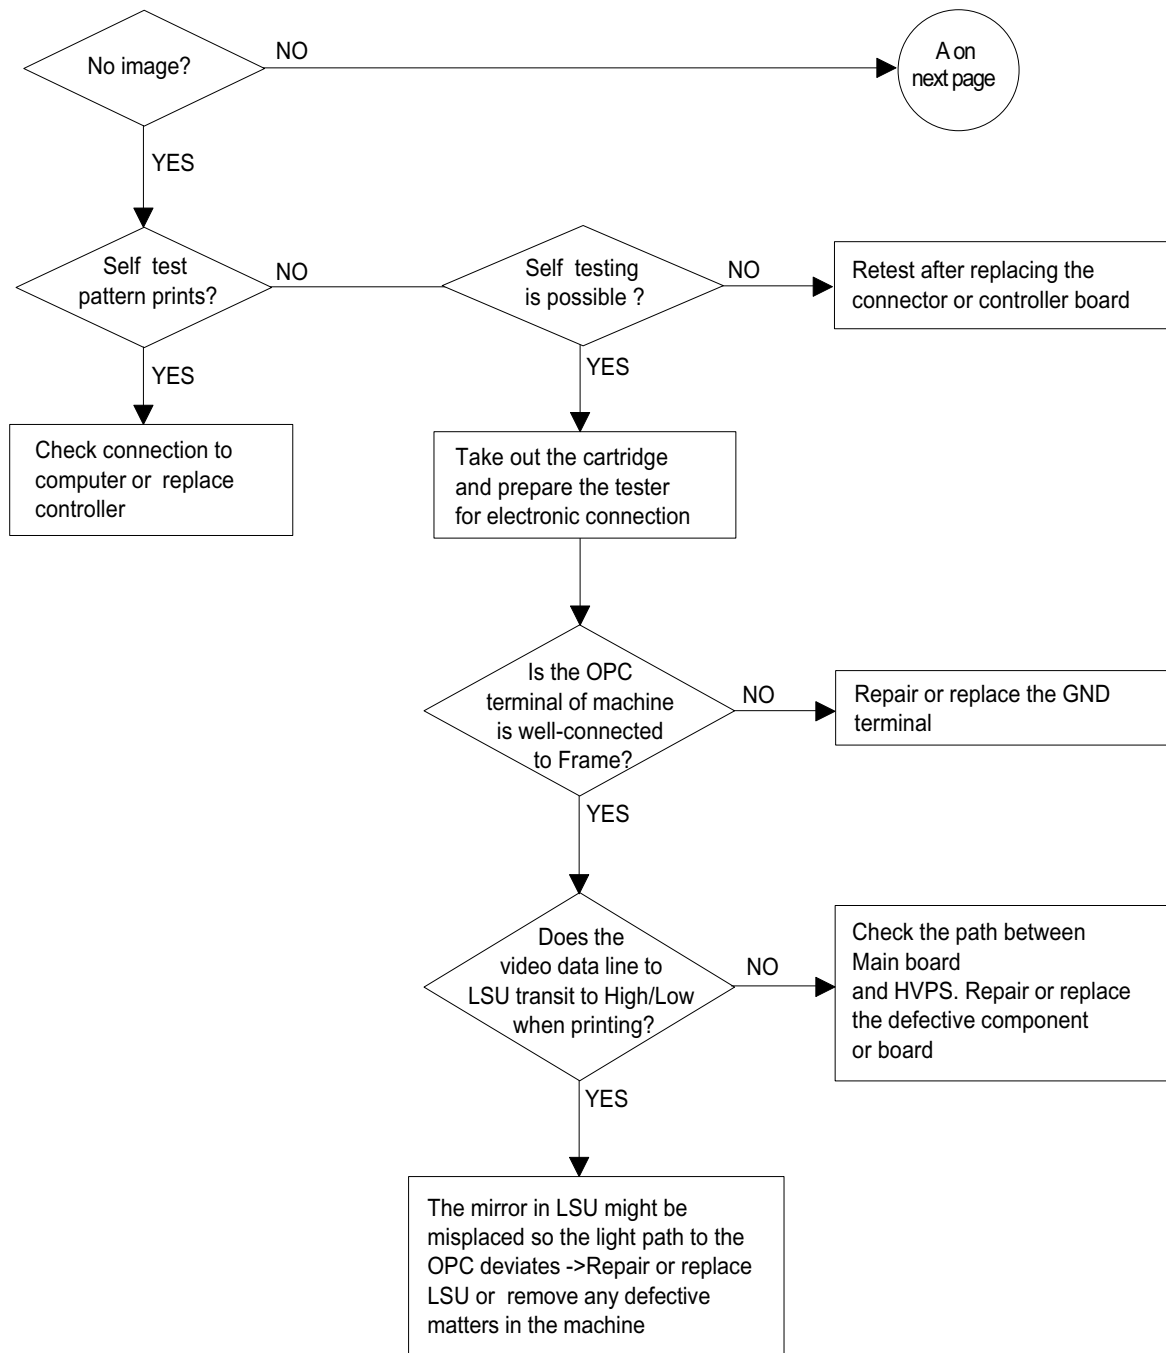 No image?
NO
A on
next page
YES
Self test
pattern prints?
NO
Self testing
is possible ?
NO
Retest after replacing the
connector or controller board
YES
YES
Check connection to
computer or replace
controller
Take out the cartridge
and prepare the tester
for electronic connection
Is the OPC
terminal of machine
is well-connected
to Frame?
NO
Repair or replace the GND
terminal
YES
Does the
video data line to
LSU transit to High/Low
when printing?
NO
Check the path between
Main board
and HVPS. Repair or replace
the defective component
or board
YES
The mirror in LSU might be
misplaced so the light path to the
OPC deviates ->Repair or replace
LSU or remove any defective
matters in the machine